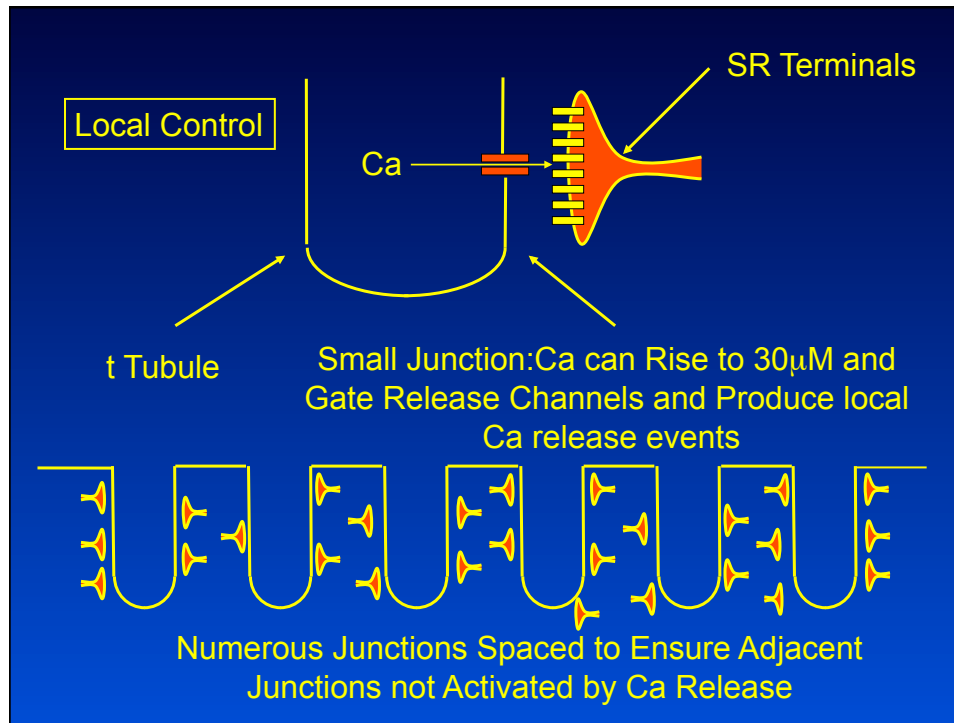 SR Terminals
Local Control
Ca
t Tubule
Small Junction:Ca can Rise to 30μM and
Gate Release Channels and Produce local
Ca release events
Numerous Junctions Spaced to Ensure Adjacent
Junctions not Activated by Ca Release